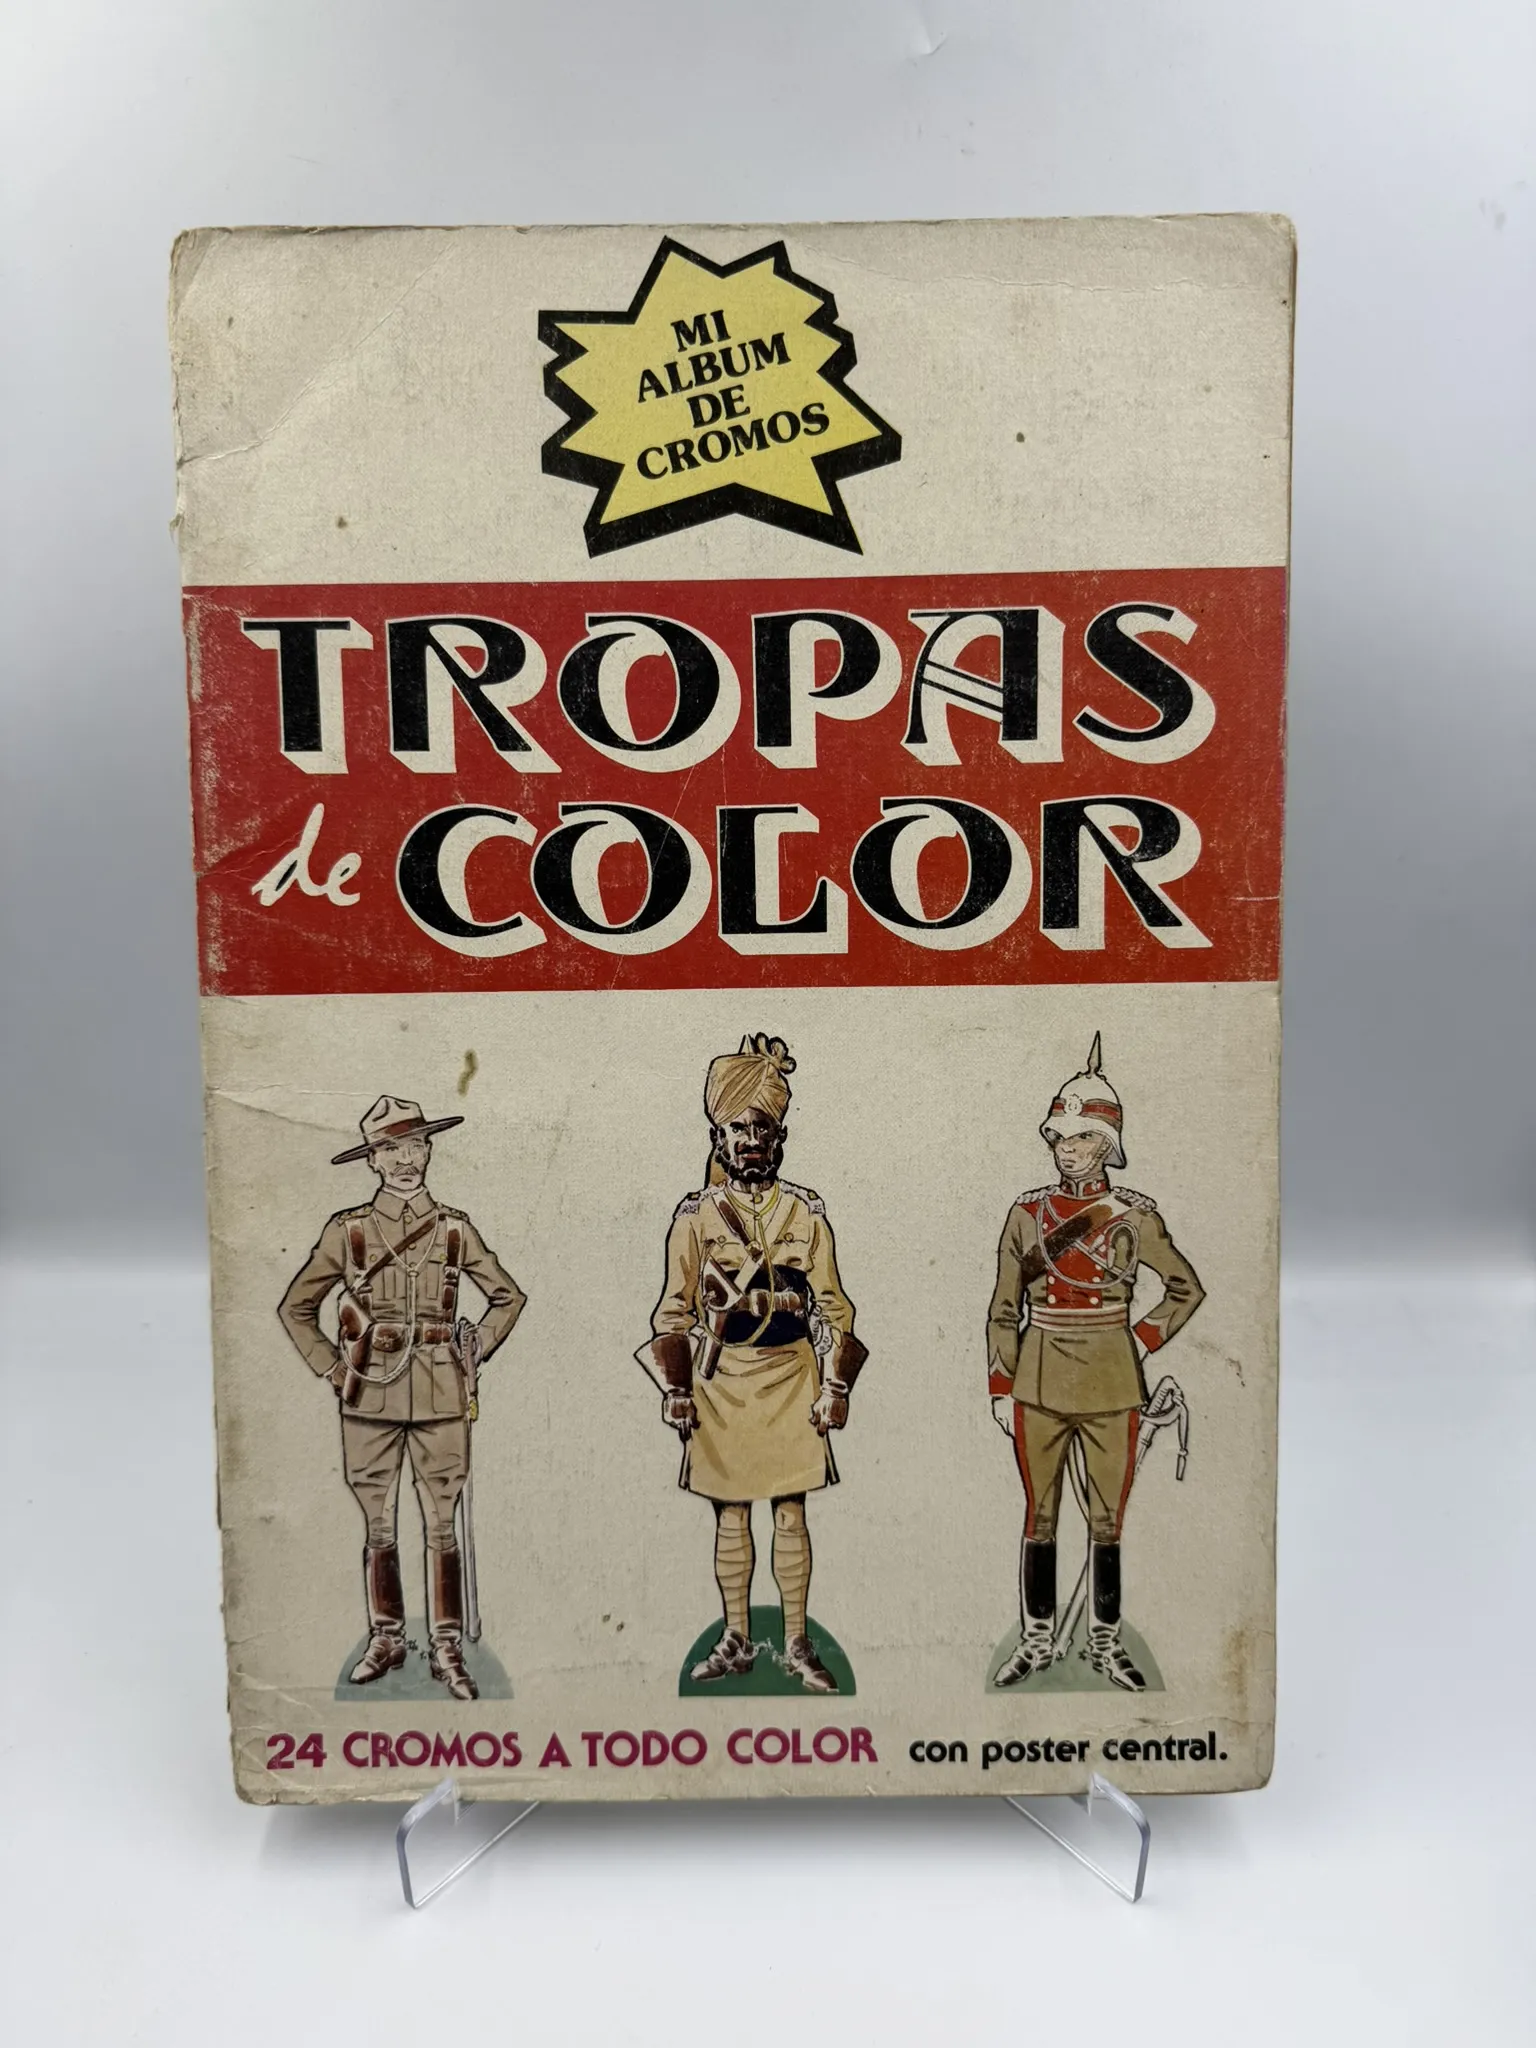 MI
ALBUM
DE
CROMOS
TROPAS
de COLOR
24 CROMOS A TODO COLOR con poster central.